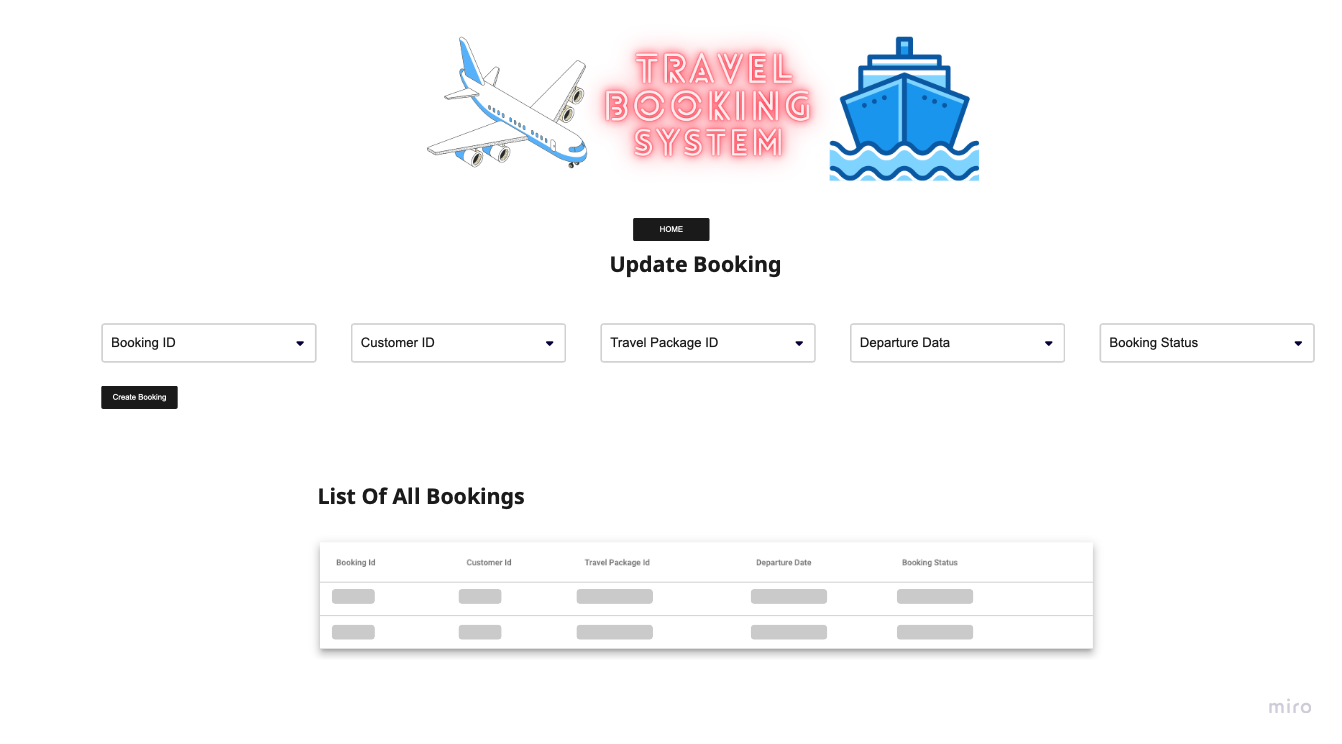 TRAVEL
BOOKING
SYSTEM
HOME
Update Booking
Booking ID
Customer ID
Travel Package ID
Departure Data
Booking Status
Create Booking
List Of All Bookings
Booking Id
Customer Id
Travel Package Id
Departure Date
Booking Status
miro